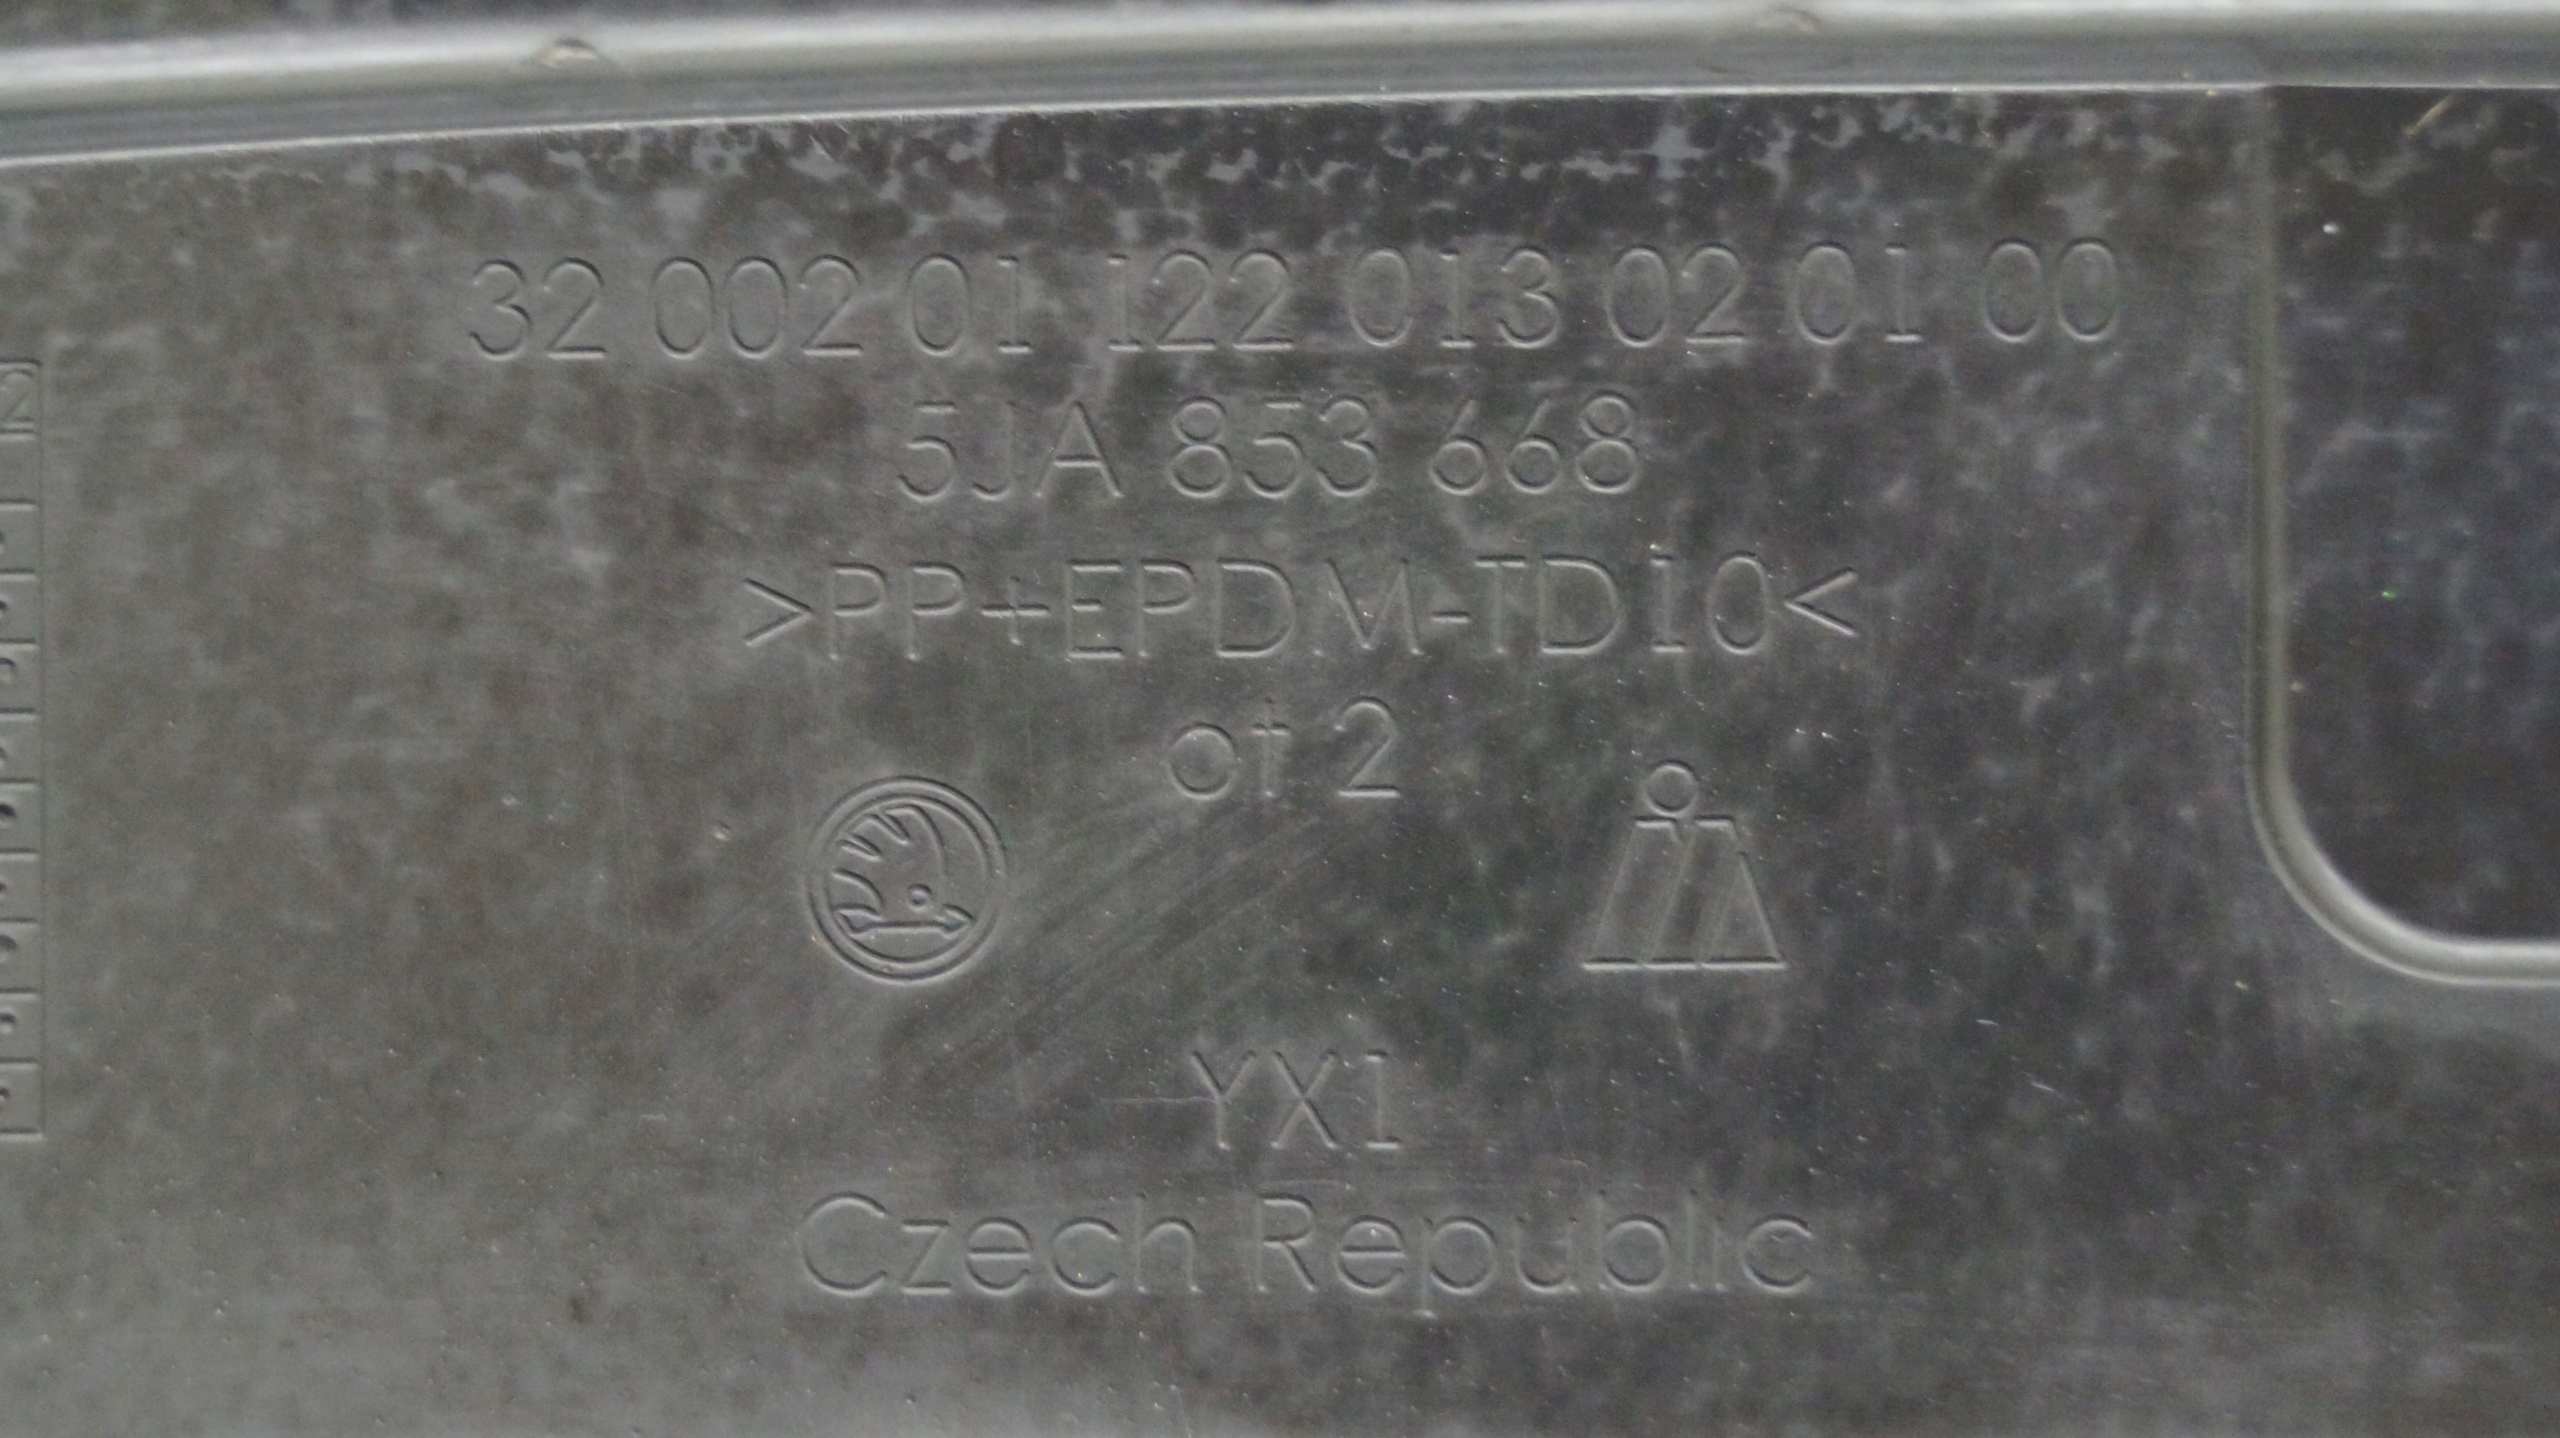 32 002 01 122 013 02 01 00
5JA 853 668
>PP+EPDM-TD10<
ot 2
YX1
Czech Republic
2